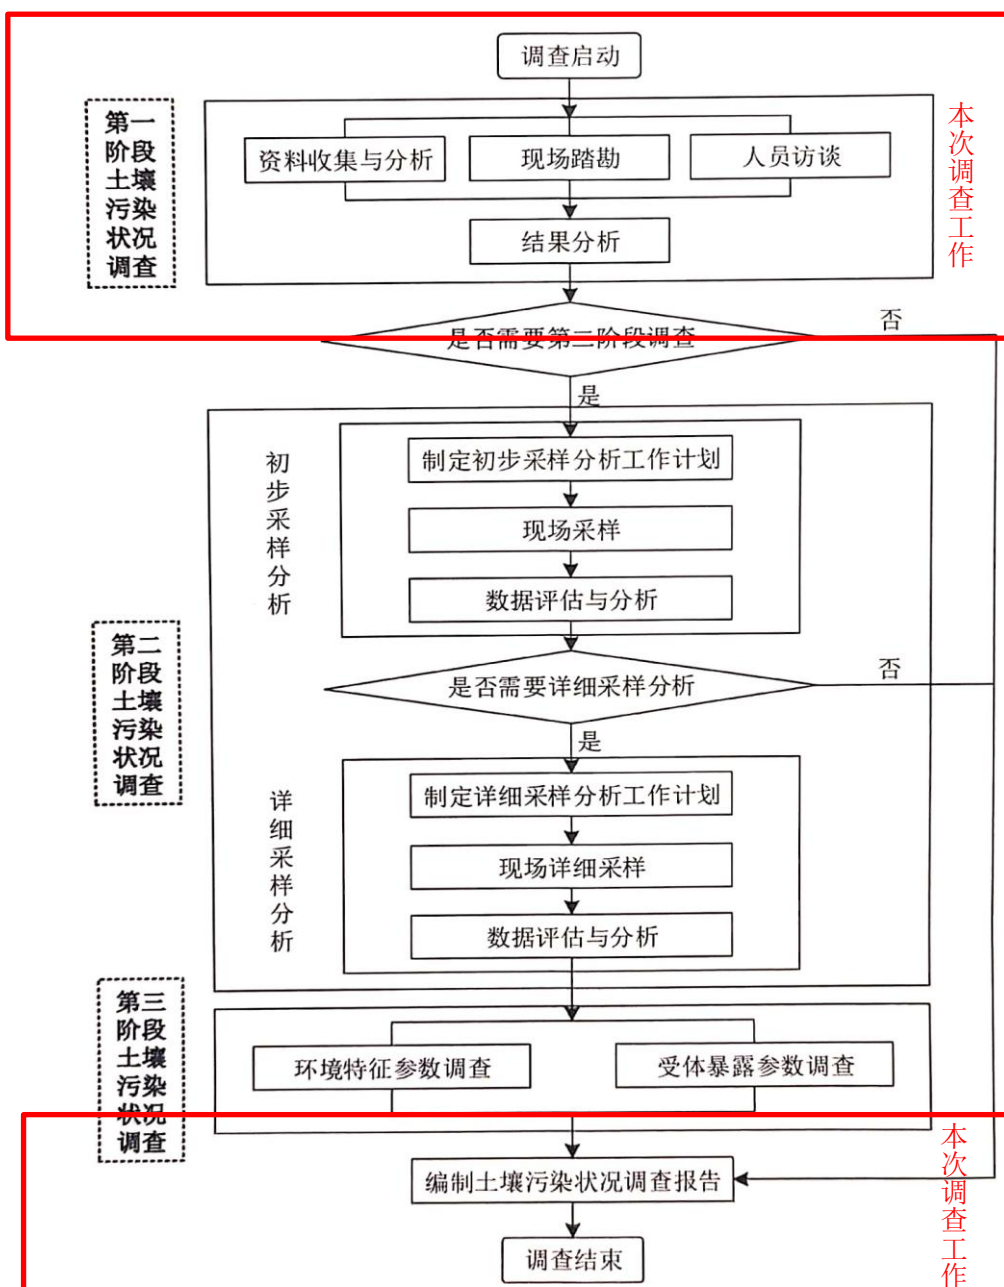 调查启动
第一
阶段
土壤
污染
状况
调查
资料收集与分析
现场踏勘
人员访谈
结果分析
本次调查工作
是否需要第二阶段调查
否
是
初步采样分析
制定初步采样分析工作计划
现场采样
数据评估与分析
第二
阶段
土壤
污染
状况
调查
是否需要详细采样分析
否
是
详细采样分析
制定详细采样分析工作计划
现场详细采样
数据评估与分析
第三
阶段
土壤
污染
状况
调查
环境特征参数调查
受体暴露参数调查
本次调查工作
编制土壤污染状况调查报告
调查结束